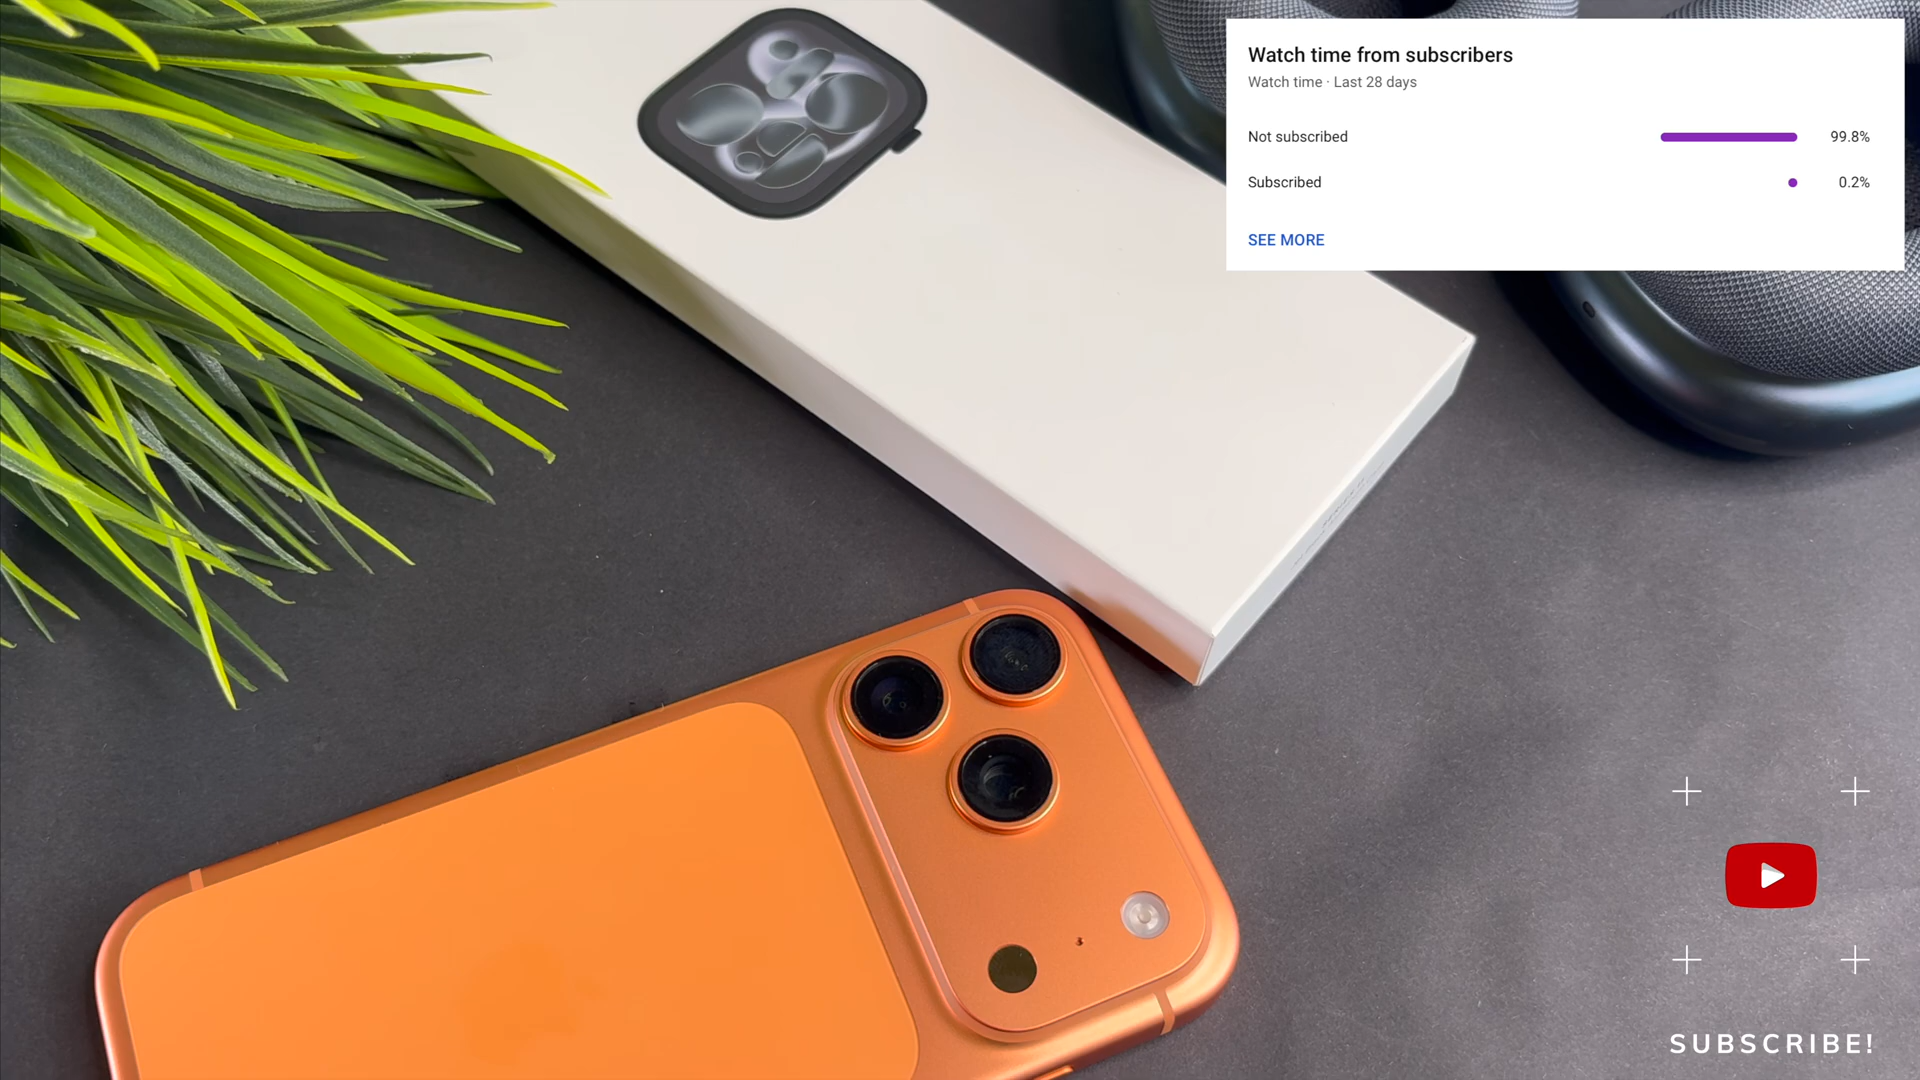 Watch time from subscribers
Watch time · Last 28 days
Not subscribed 99.8%
Subscribed 0.2%
SEE MORE
SUBSCRIBE!